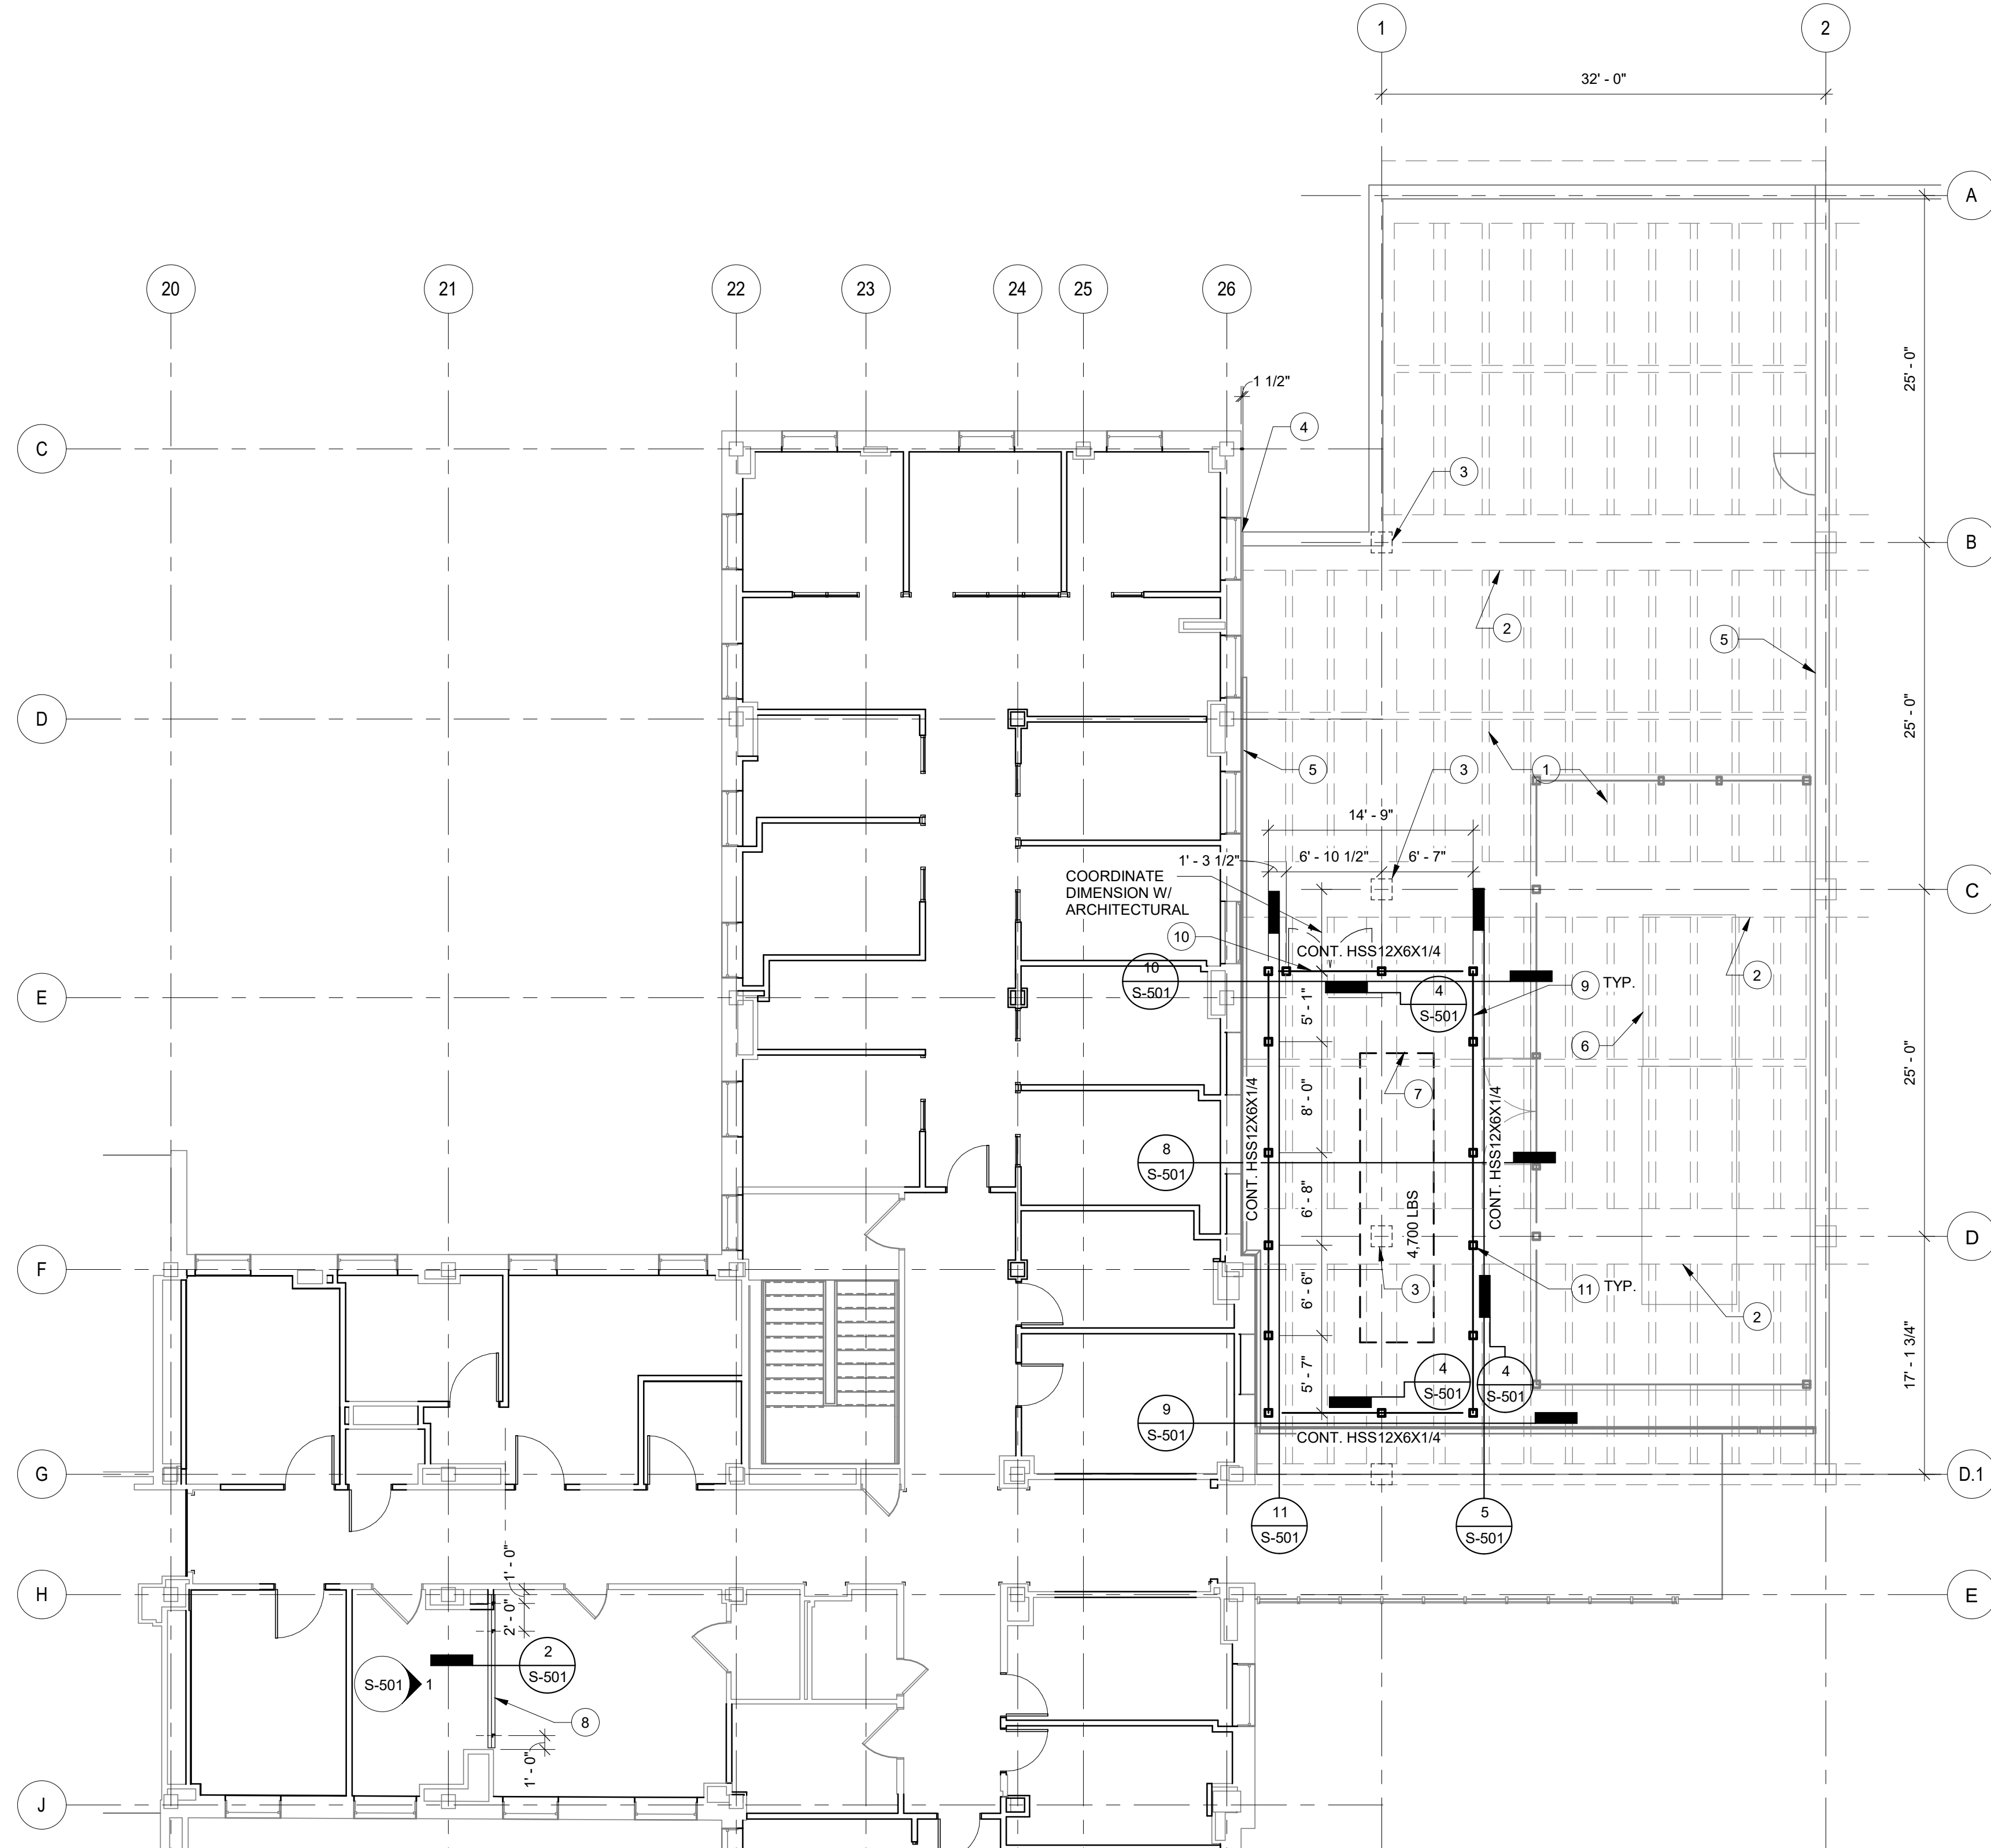 1
2
32' - 0"
A
20
21
22
23
24
25
26
25' - 0"
1 1/2"
4
C
3
B
2
5
D
25' - 0"
5
3
1
14' - 9"
1' - 3 1/2"
6' - 10 1/2"
6' - 7"
COORDINATE
DIMENSION W/
ARCHITECTURAL
C
10
CONT. HSS12X6X1/4
10
S-501
4
S-501
9
TYP.
2
E
5' - 1"
6
7
25' - 0"
8' - 0"
CONT. HSS12X6X1/4
CONT. HSS12X6X1/4
8
S-501
6' - 8"
4,700 LBS
D
F
6' - 6"
3
11
TYP.
2
17' - 1 3/4"
5' - 7"
4
S-501
4
S-501
9
S-501
CONT. HSS12X6X1/4
G
D.1
11
S-501
5
S-501
1' - 0"
H
E
2' - 0"
2
S-501
S-501
1
8
1' - 0"
J